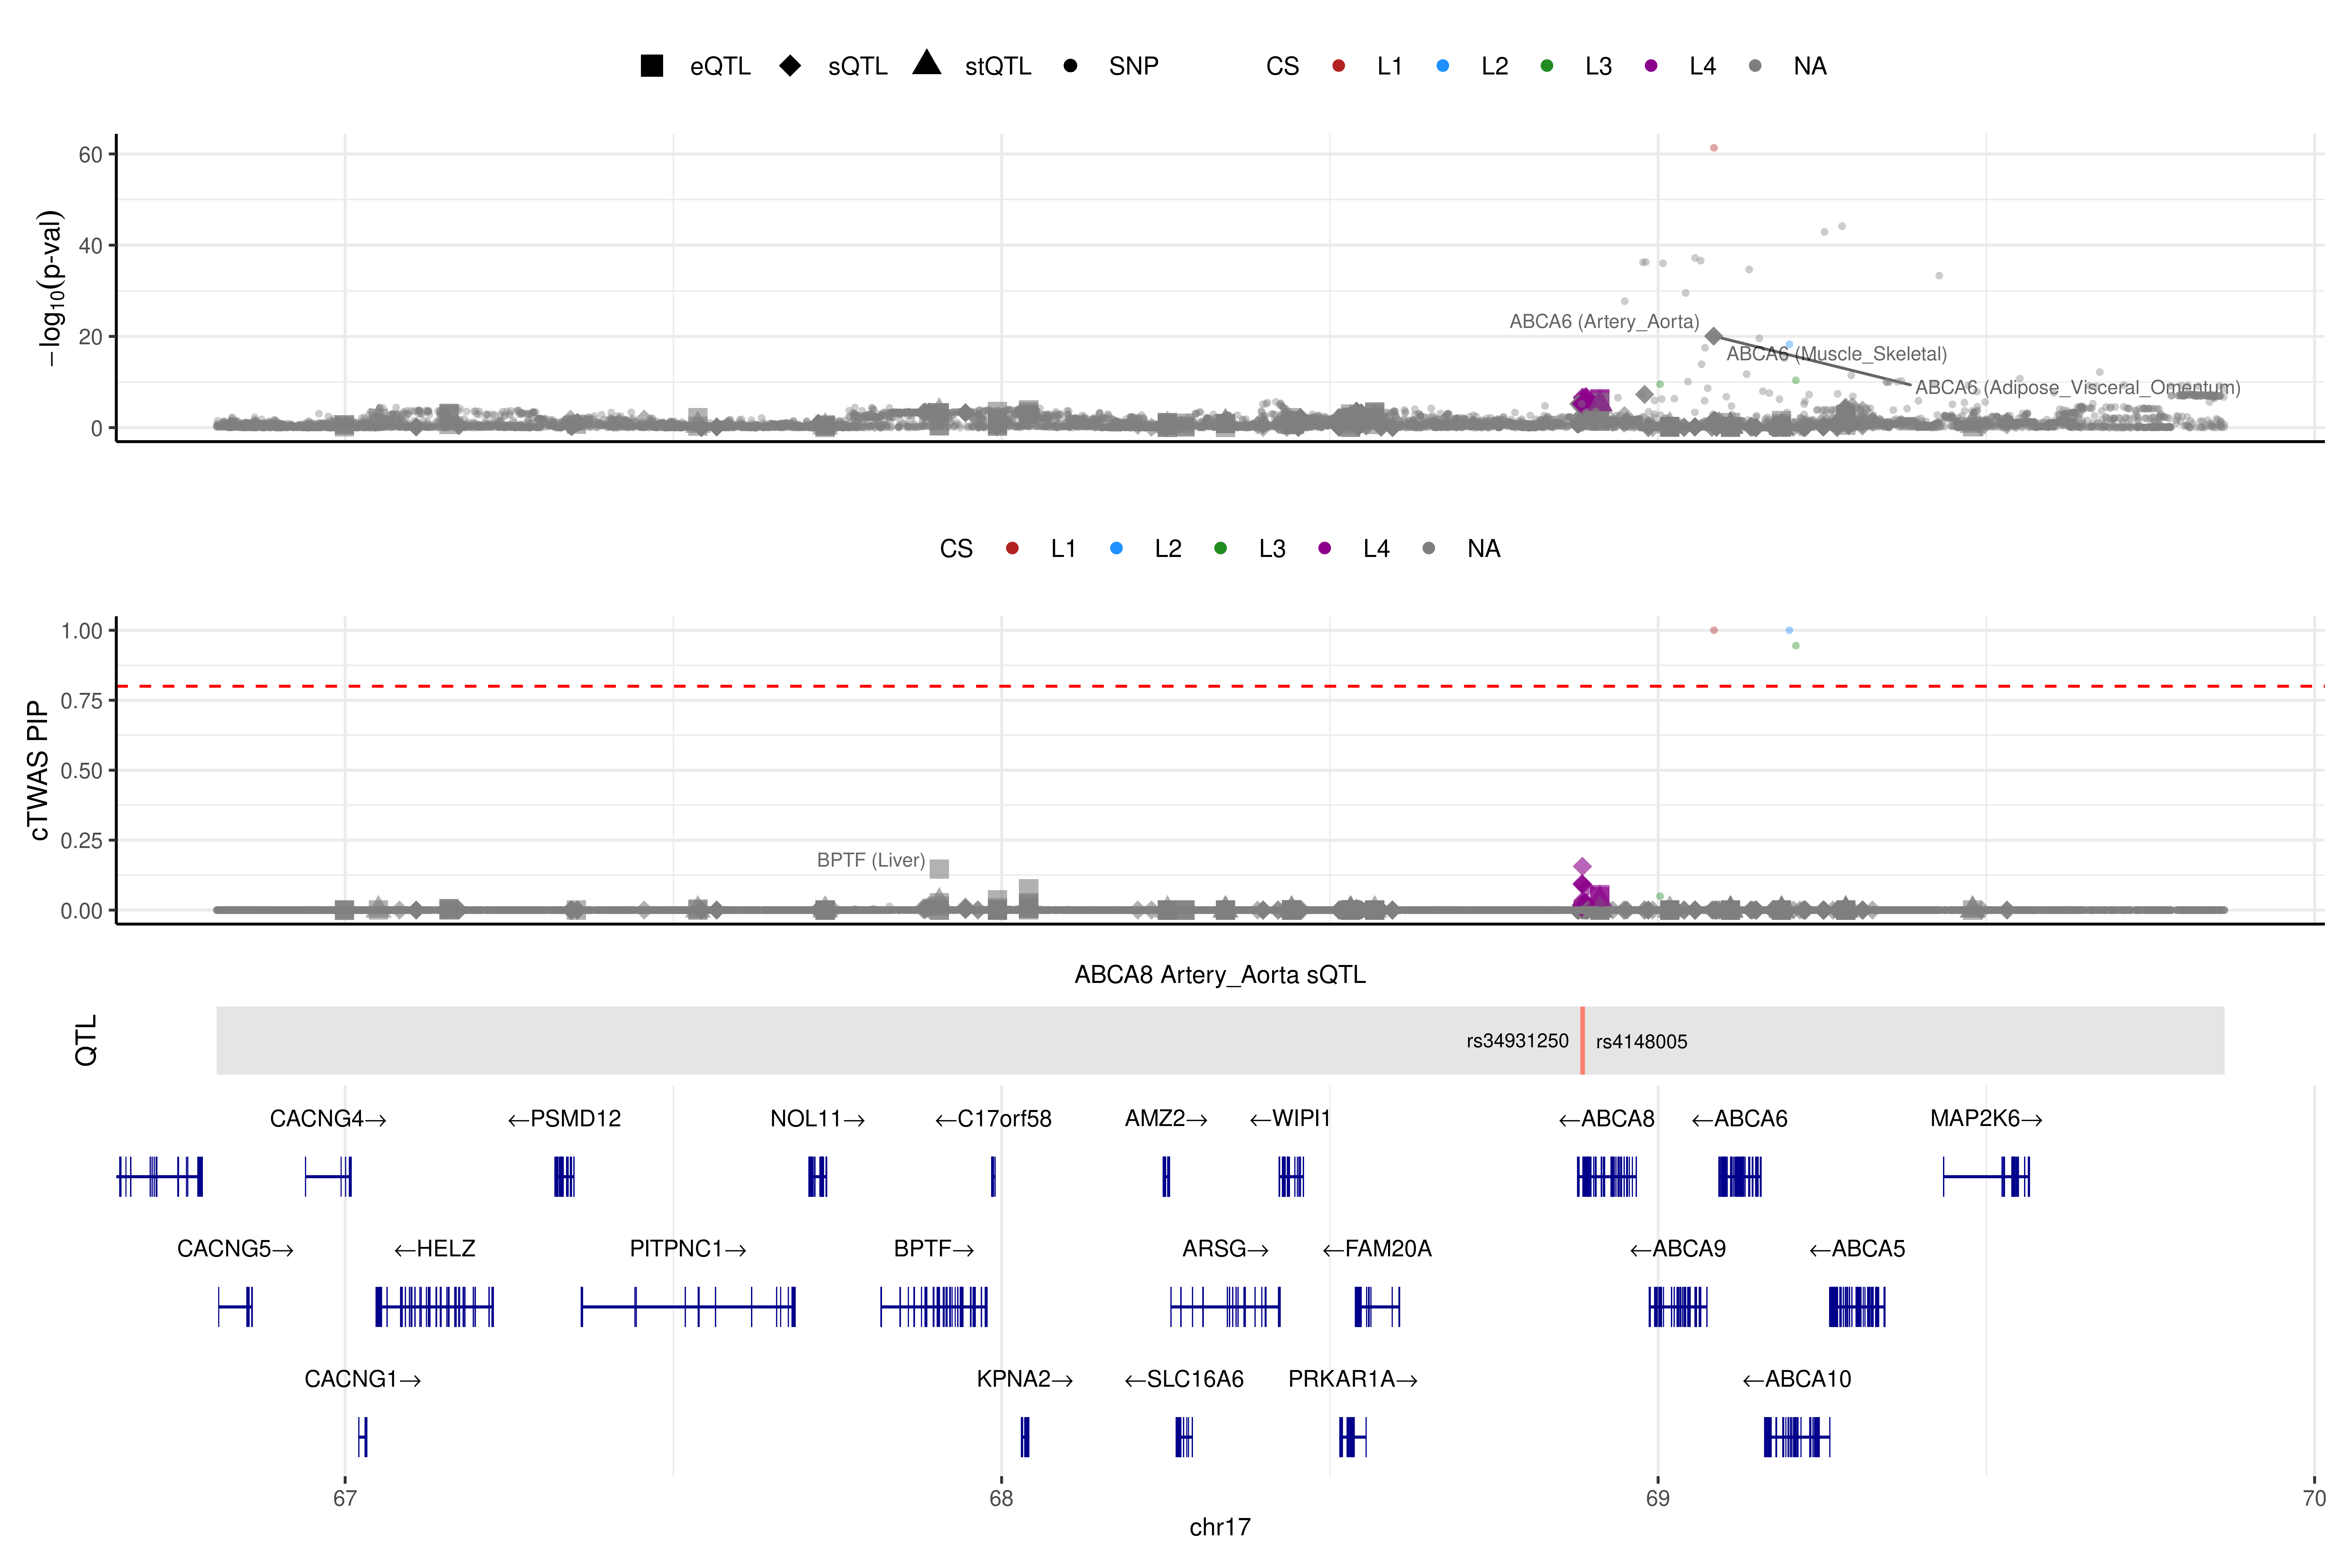 eQTL sQTL stQTL SNP CS L1 L2 L3 L4 NA
−log10(p-val)
60
40
20
0
ABCA6 (Artery_Aorta)
ABCA6 (Muscle_Skeletal)
ABCA6 (Adipose_Visceral_Omentum)
CS L1 L2 L3 L4 NA
cTWAS PIP
1.00
0.75
0.50
0.25
0.00
BPTF (Liver)
ABCA8 Artery_Aorta sQTL
QTL
rs34931250 rs4148005
CACNG4→ ←PSMD12 NOL11→ ←C17orf58 AMZ2→ ←WIPI1 ←ABCA8 ←ABCA6 MAP2K6→
CACNG5→ ←HELZ PITPNC1→ BPTF→ ARSG→ ←FAM20A ←ABCA9 ←ABCA5
CACNG1→ KPNA2→ ←SLC16A6 PRKAR1A→ ←ABCA10
67 68 69 70
chr17